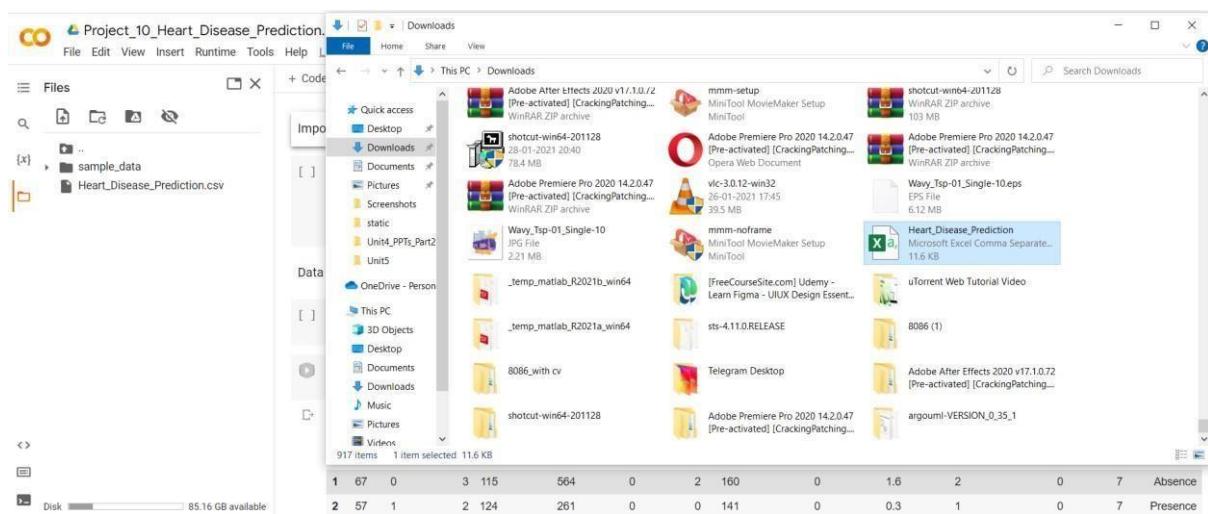 CO
Project_10_Heart_Disease_Prediction.
File Edit View Insert Runtime Tools Help
Files
+ Code
{x}
..
sample_data
Heart_Disease_Prediction.csv
Impo
[ ]
Data
[ ]
<>
Disk 85.16 GB available
Downloads
File Home Share View
This PC > Downloads
Search Downloads
Quick access
Desktop
Downloads
Documents
Pictures
Screenshots
static
Unit4_PPTs_Part2
Unit5
OneDrive - Person
This PC
3D Objects
Desktop
Documents
Downloads
Music
Pictures
Videos
Adobe After Effects 2020 v17.1.0.72
[Pre-activated] [CrackingPatching....
WinRAR ZIP archive
mmm-setup
MiniTool MovieMaker Setup
MiniTool
shotcut-win64-201128
WinRAR ZIP archive
103 MB
shotcut-win64-201128
28-01-2021 20:40
78.4 MB
Adobe Premiere Pro 2020 14.2.0.47
[Pre-activated] [CrackingPatching....
Opera Web Document
Adobe Premiere Pro 2020 14.2.0.47
[Pre-activated] [CrackingPatching....
WinRAR ZIP archive
Adobe Premiere Pro 2020 14.2.0.47
[Pre-activated] [CrackingPatching....
WinRAR ZIP archive
vlc-3.0.12-win32
26-01-2021 17:45
39.5 MB
Wavy_Tsp-01_Single-10.eps
EPS File
6.12 MB
Wavy_Tsp-01_Single-10
JPG File
2.21 MB
mmm-noframe
MiniTool MovieMaker Setup
MiniTool
Heart_Disease_Prediction
Microsoft Excel Comma Separate...
11.6 KB
_temp_matlab_R2021b_win64
[FreeCourseSite.com] Udemy -
Learn Figma - UIUX Design Essent...
uTorrent Web Tutorial Video
_temp_matlab_R2021a_win64
sts-4.11.0.RELEASE
8086 (1)
8086_with cv
Telegram Desktop
Adobe After Effects 2020 v17.1.0.72
[Pre-activated] [CrackingPatching....
shotcut-win64-201128
Adobe Premiere Pro 2020 14.2.0.47
[Pre-activated] [CrackingPatching....
argouml-VERSION_0_35_1
917 items 1 item selected 11.6 KB
1 67 0 3 115 564 0 2 160 0 1.6 2 0 7 Absence
2 57 1 2 124 261 0 0 141 0 0.3 1 0 7 Presence